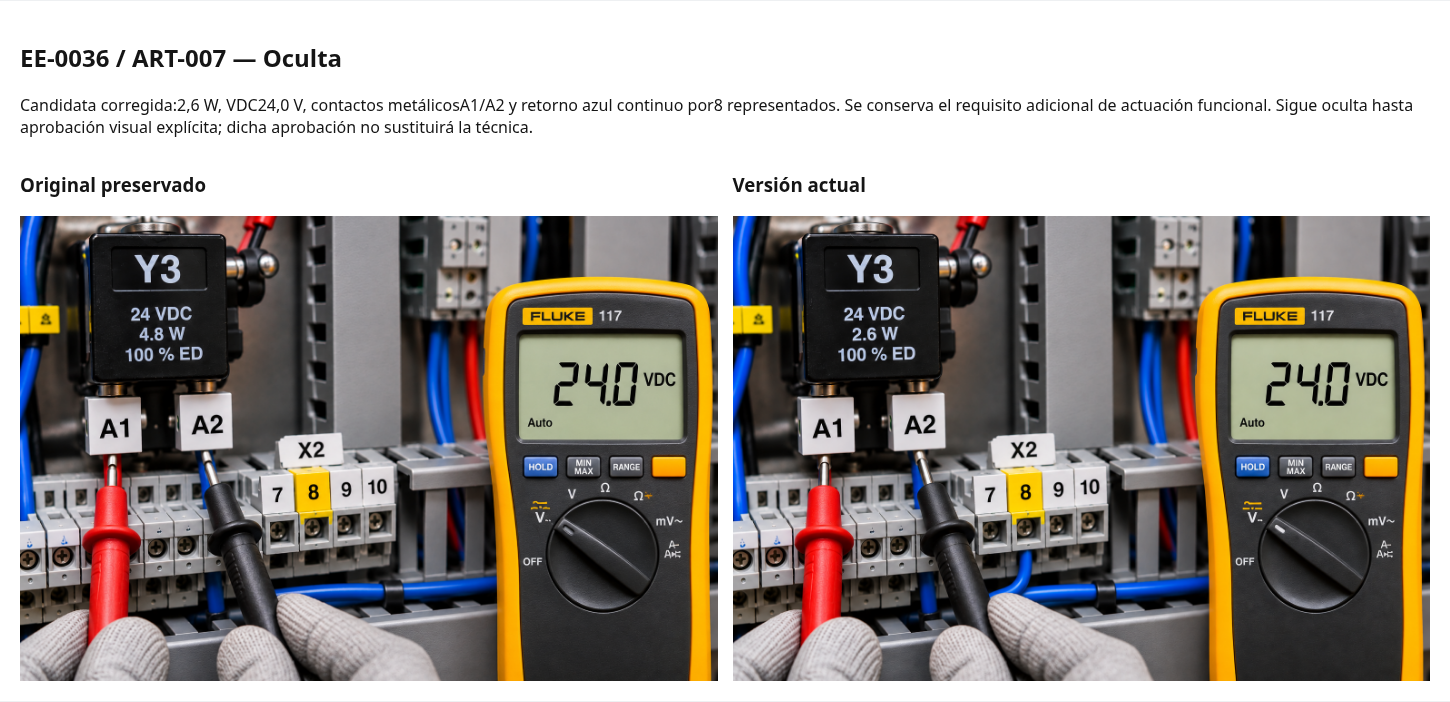 EE-0036 / ART-007 — Oculta
Candidata corregida:2,6 W, VDC24,0 V, contactos metálicosA1/A2 y retorno azul continuo por8 representados. Se conserva el requisito adicional de actuación funcional. Sigue oculta hasta
aprobación visual explícita; dicha aprobación no sustituirá la técnica.
Original preservado
Y3
24 VDC
4.8 W
100 % ED
A1
A2
X2
7
8
9
10
FLUKE 117
24.0 VDC
Auto
HOLD
MIN
MAX
RANGE
V
Ω
Ω
V
mV~
A
A
OFF
Versión actual
Y3
24 VDC
2.6 W
100 % ED
A1
A2
X2
7
8
9
10
FLUKE 117
24.0 VDC
Auto
HOLD
MIN
MAX
RANGE
V
Ω
Ω
V
mV~
A
A
OFF